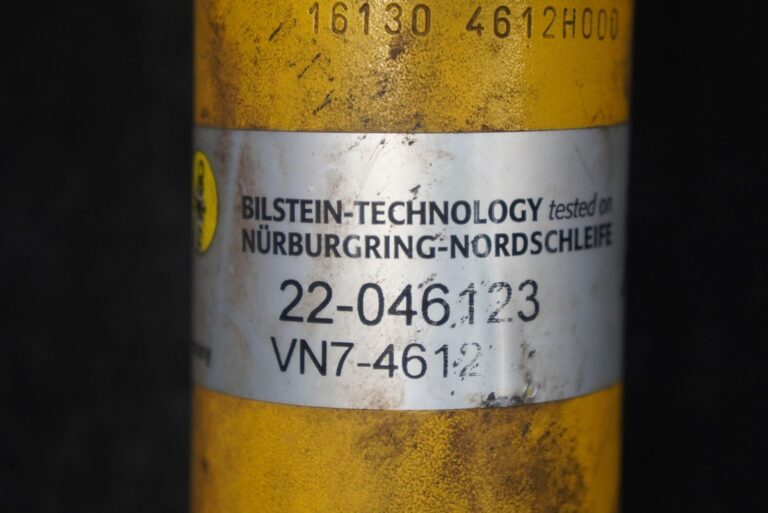 16130 4612H000
BILSTEIN-TECHNOLOGY tested on
NÜRBURGRING-NORDSCHLEIFE
22-046123
VN7-4612